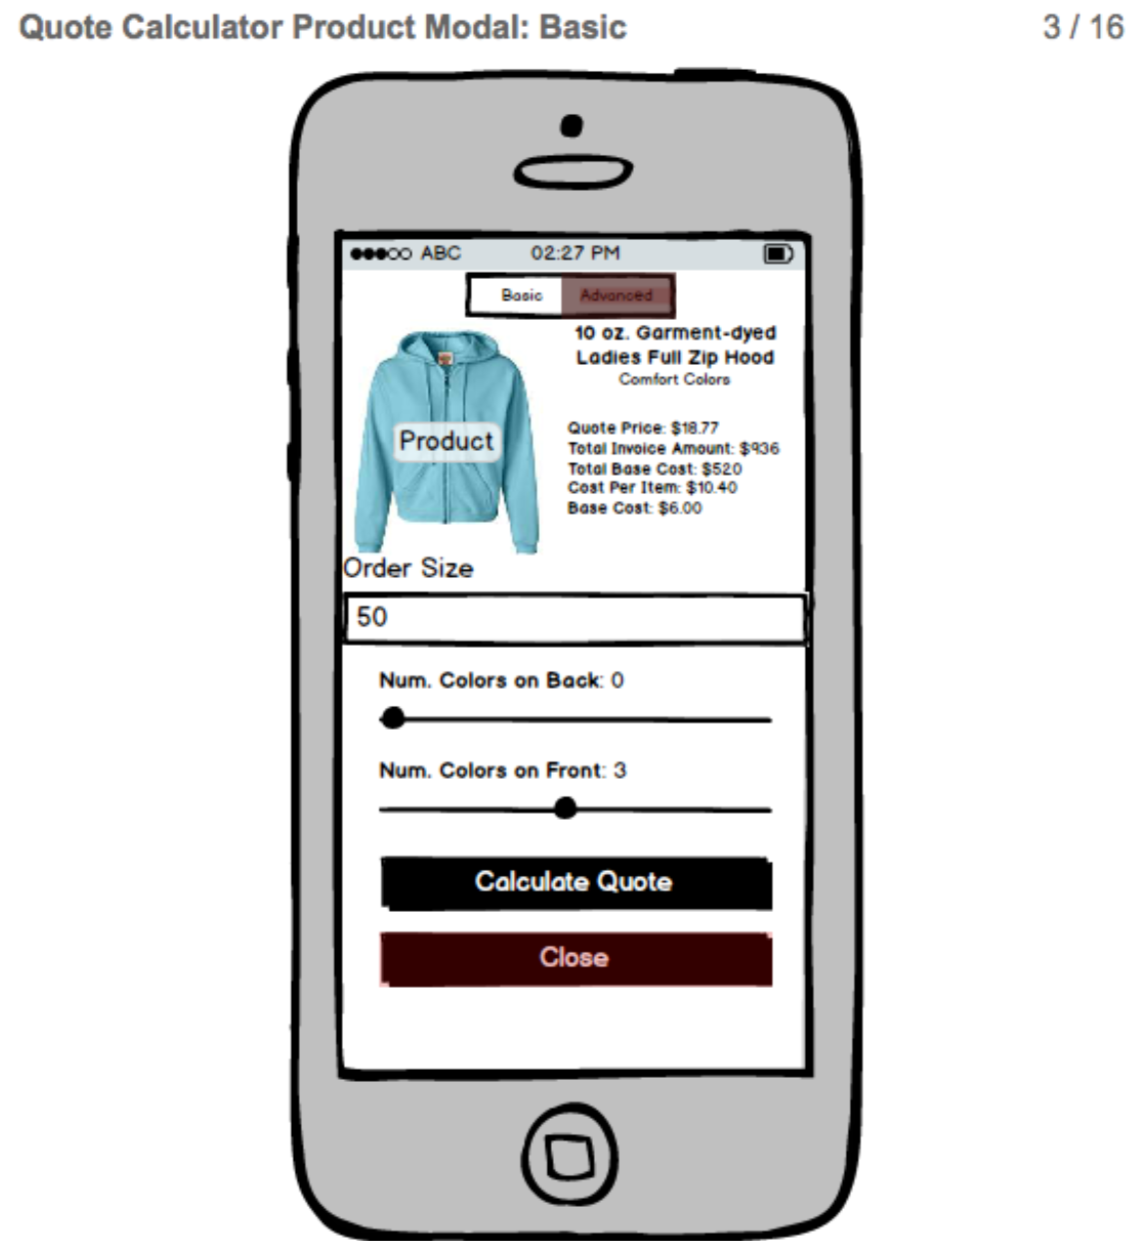 Quote Calculator Product Modal: Basic
3 / 16
ABC
02:27 PM
Basic
Advanced
10 oz. Garment-dyed
Ladies Full Zip Hood
Comfort Colors
Product
Quote Price: $18.77
Total Invoice Amount: $936
Total Base Cost: $520
Cost Per Item: $10.40
Base Cost: $6.00
Order Size
50
Num. Colors on Back: 0
Num. Colors on Front: 3
Calculate Quote
Close